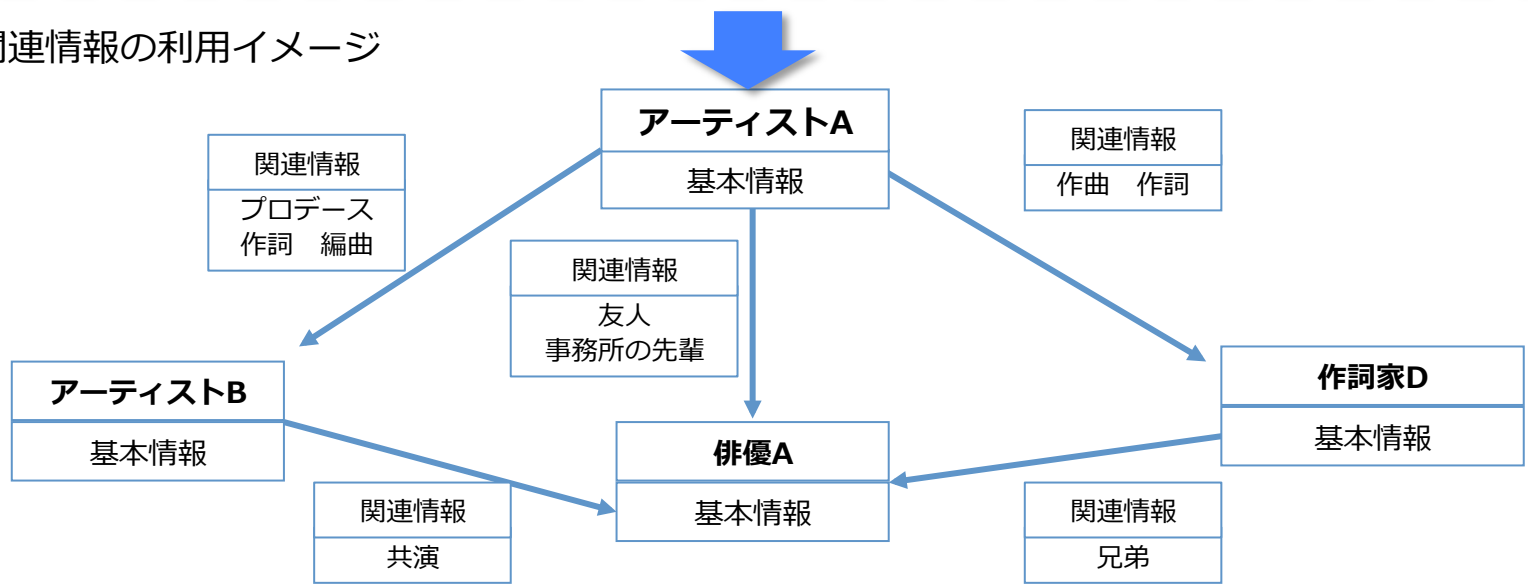 連情報の利用イメージ
アーティストA
基本情報
関連情報
プロデース
作詞　編曲
関連情報
作曲　作詞
関連情報
友人
事務所の先輩
アーティストB
基本情報
俳優A
基本情報
作詞家D
基本情報
関連情報
共演
関連情報
兄弟